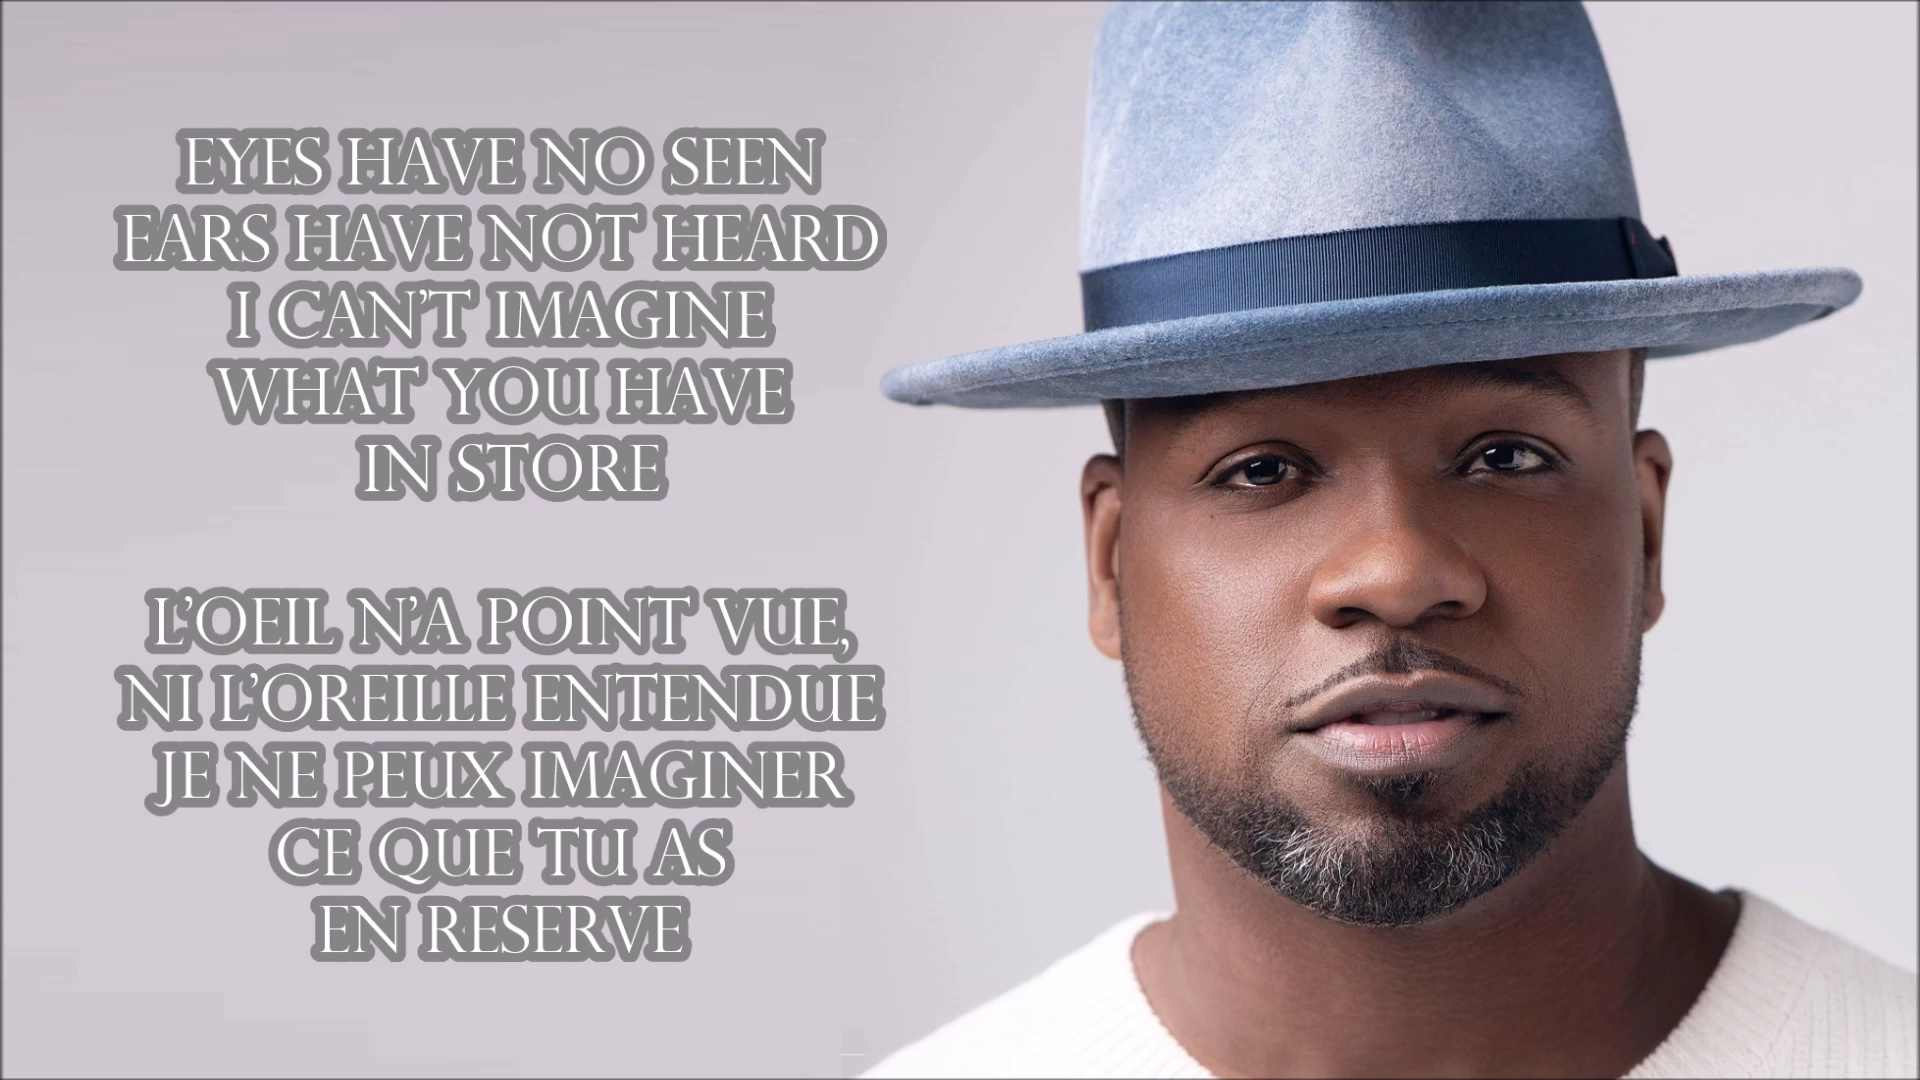 EYES HAVE NO SEEN
EARS HAVE NOT HEARD
I CAN'T IMAGINE
WHAT YOU HAVE
IN STORE
L'OEIL N'A POINT VUE,
NI L'OREILLE ENTENDUE
JE NE PEUX IMAGINER
CE QUE TU AS
EN RESERVE